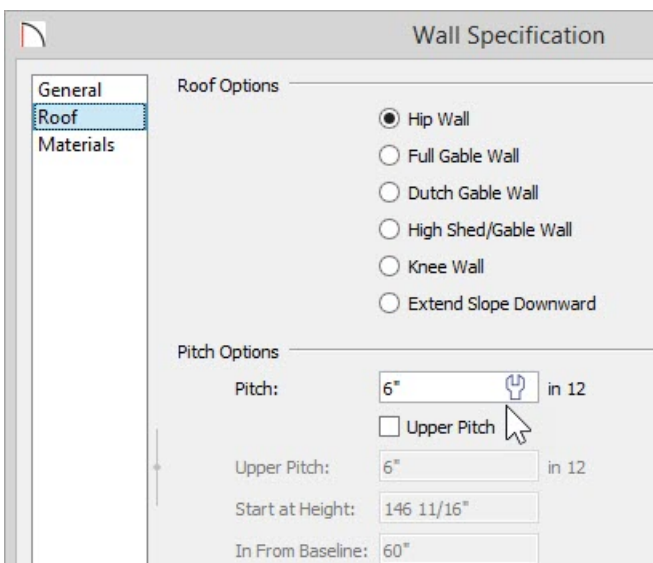 Wall Specification
General
Roof
Materials
Roof Options
Hip Wall
Full Gable Wall
Dutch Gable Wall
High Shed/Gable Wall
Knee Wall
Extend Slope Downward
Pitch Options
Pitch: 6" in 12
Upper Pitch
Upper Pitch: 6" in 12
Start at Height: 146 11/16"
In From Baseline: 60"